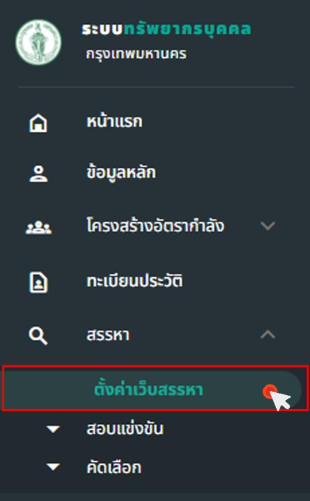 ระบบทรัพยากรบุคคล
กรุงเทพมหานคร
หน้าแรก
ข้อมูลหลัก
โครงสร้างอัตรากำลัง
ทะเบียนประวัติ
สรรหา
ตั้งค่าเว็บสรรหา
สอบแข่งขัน
คัดเลือก